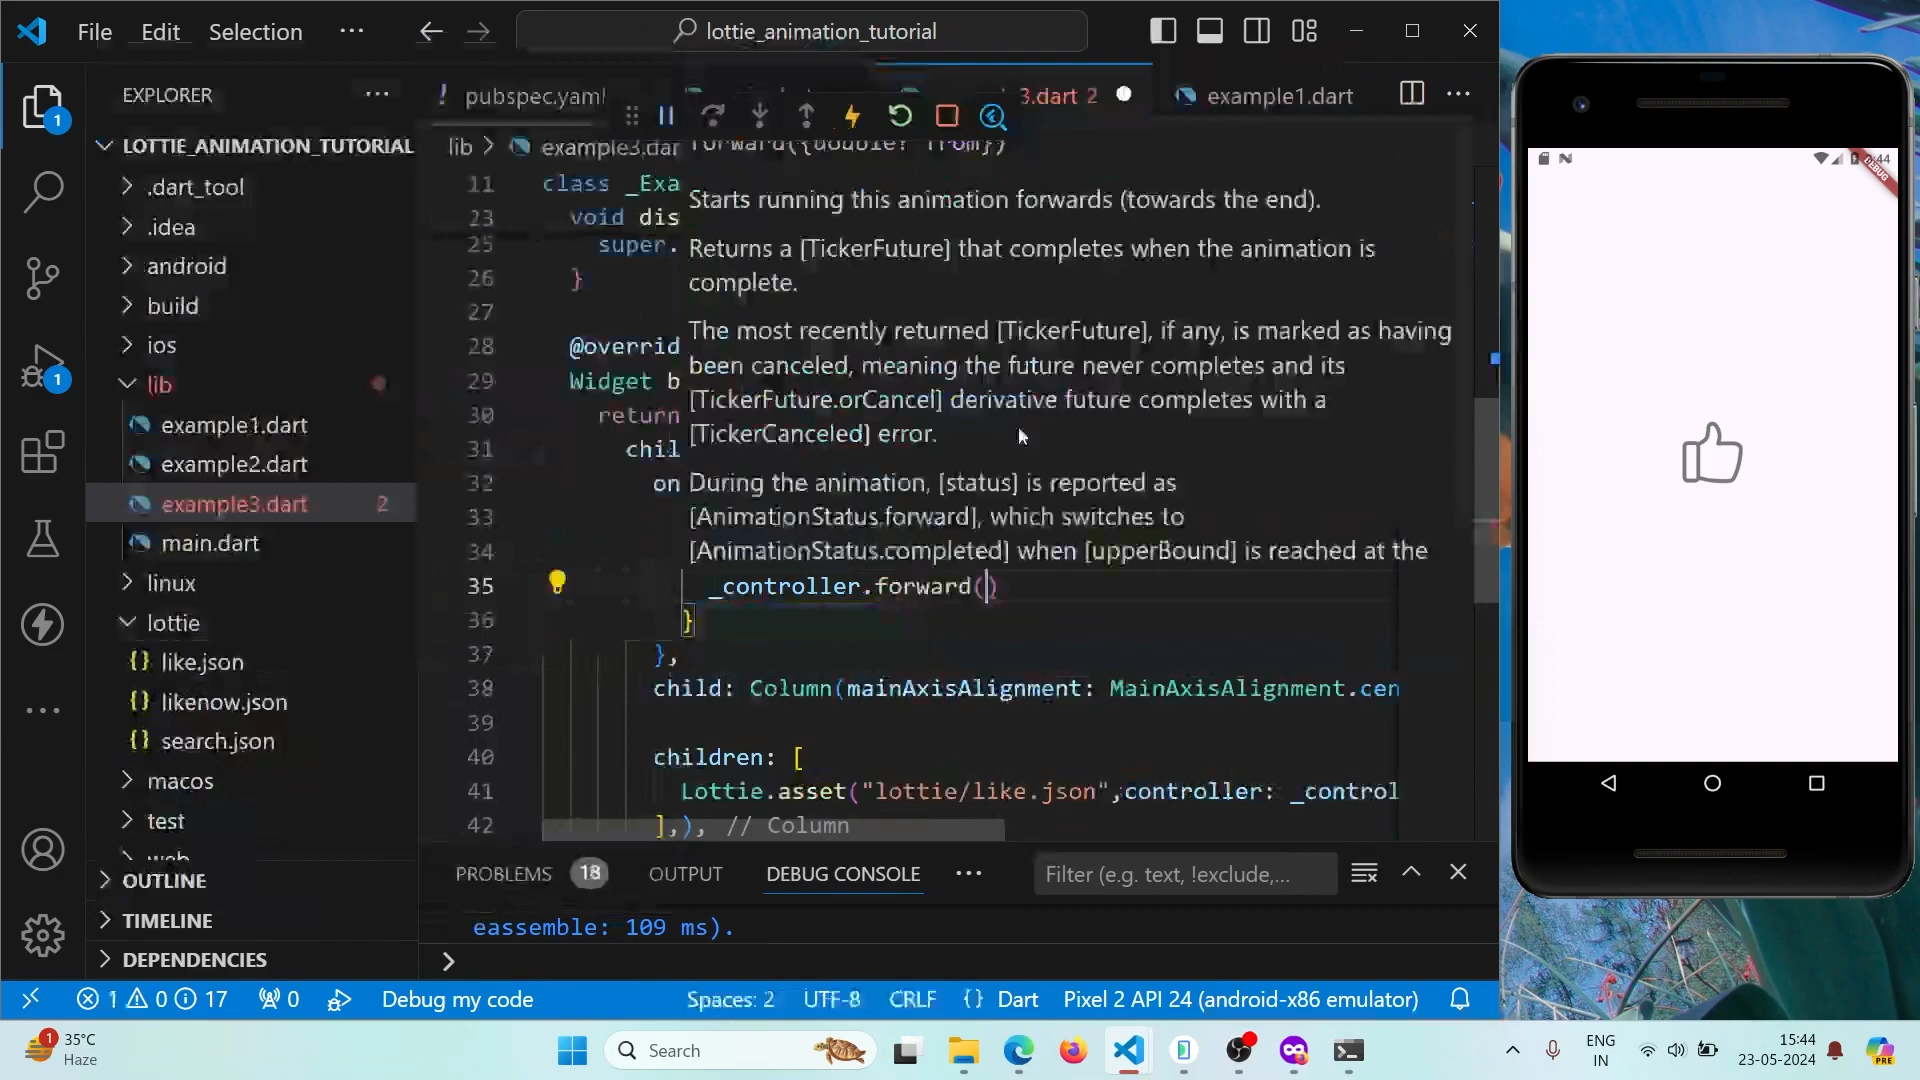 File Edit Selection ··· lottie_animation_tutorial
EXPLORER ···
LOTTIE_ANIMATION_TUTORIAL
.dart_tool
.idea
android
build
ios
lib
example1.dart
example2.dart
example3.dart 2
main.dart
linux
lottie
{} like.json
{} likenow.json
{} search.json
macos
test
web
OUTLINE
TIMELINE
DEPENDENCIES
1
1
! pubspec.yaml 3.dart 2 example1.dart
lib > example3.dar
forward({double? from})
Starts running this animation forwards (towards the end).
Returns a [TickerFuture] that completes when the animation is
complete.
The most recently returned [TickerFuture], if any, is marked as having
been canceled, meaning the future never completes and its
[TickerFuture.orCancel] derivative future completes with a
[TickerCanceled] error.
During the animation, [status] is reported as
[AnimationStatus.forward], which switches to
[AnimationStatus.completed] when [upperBound] is reached at the
11 class _Exa
23 void dis
25 super.
26 }
27
28 @overrid
29 Widget b
30 return
31 chil
32 on
33
34
35 _controller.forward()
36 }
37 },
38 child: Column(mainAxisAlignment: MainAxisAlignment.cen
39
40 children: [
41 Lottie.asset("lottie/like.json",controller: _control
42 ],), // Column
PROBLEMS 18 OUTPUT DEBUG CONSOLE ··· Filter (e.g. text, !exclude,...
eassemble: 109 ms).
>
1 0 17 0 Debug my code Spaces: 2 UTF-8 CRLF {} Dart Pixel 2 API 24 (android-x86 emulator)
DEBUG
1
35°C
Haze
Search
ENG
IN
15:44
23-05-2024
PRE